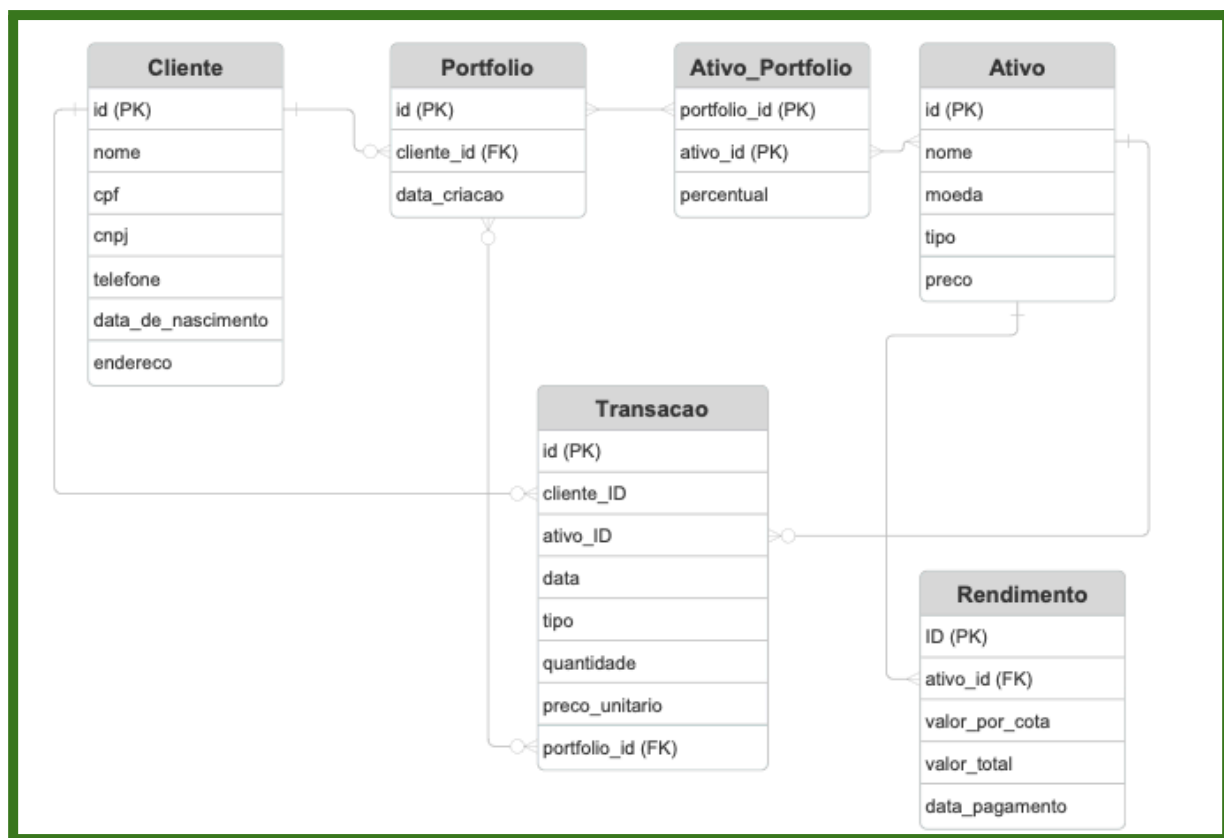 Cliente
id (PK)
nome
cpf
cnpj
telefone
data_de_nascimento
endereco
Portfolio
id (PK)
cliente_id (FK)
data_criacao
Ativo_Portfolio
portfolio_id (PK)
ativo_id (PK)
percentual
Ativo
id (PK)
nome
moeda
tipo
preco
Transacao
id (PK)
cliente_ID
ativo_ID
data
tipo
quantidade
preco_unitario
portfolio_id (FK)
Rendimento
ID (PK)
ativo_id (FK)
valor_por_cota
valor_total
data_pagamento